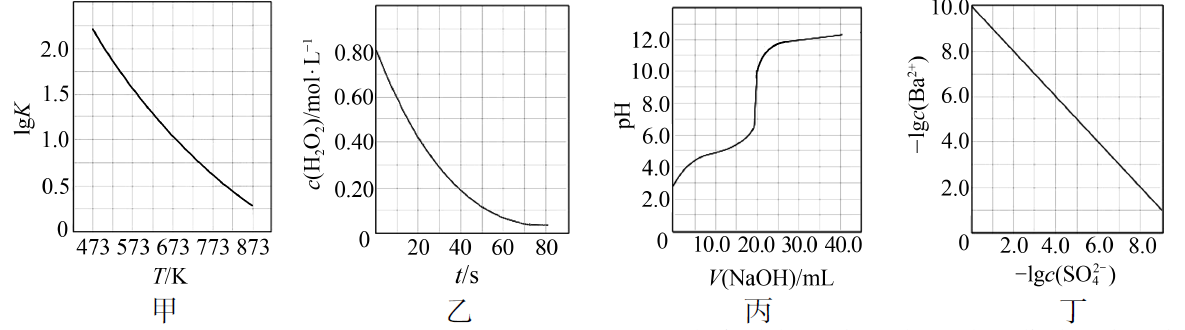 lgK
2.0
1.5
1.0
0.5
0
473 573 673 773 873
T/K
甲
c(H₂O₂)/mol·L⁻¹
0.80
0.60
0.40
0.20
0
20 40 60 80
t/s
乙
pH
12.0
10.0
8.0
6.0
4.0
2.0
0
10.0 20.0 30.0 40.0
V(NaOH)/mL
丙
−lgc(Ba²⁺)
10.0
8.0
6.0
4.0
2.0
0
2.0 4.0 6.0 8.0
−lgc(SO₄²⁻)
丁